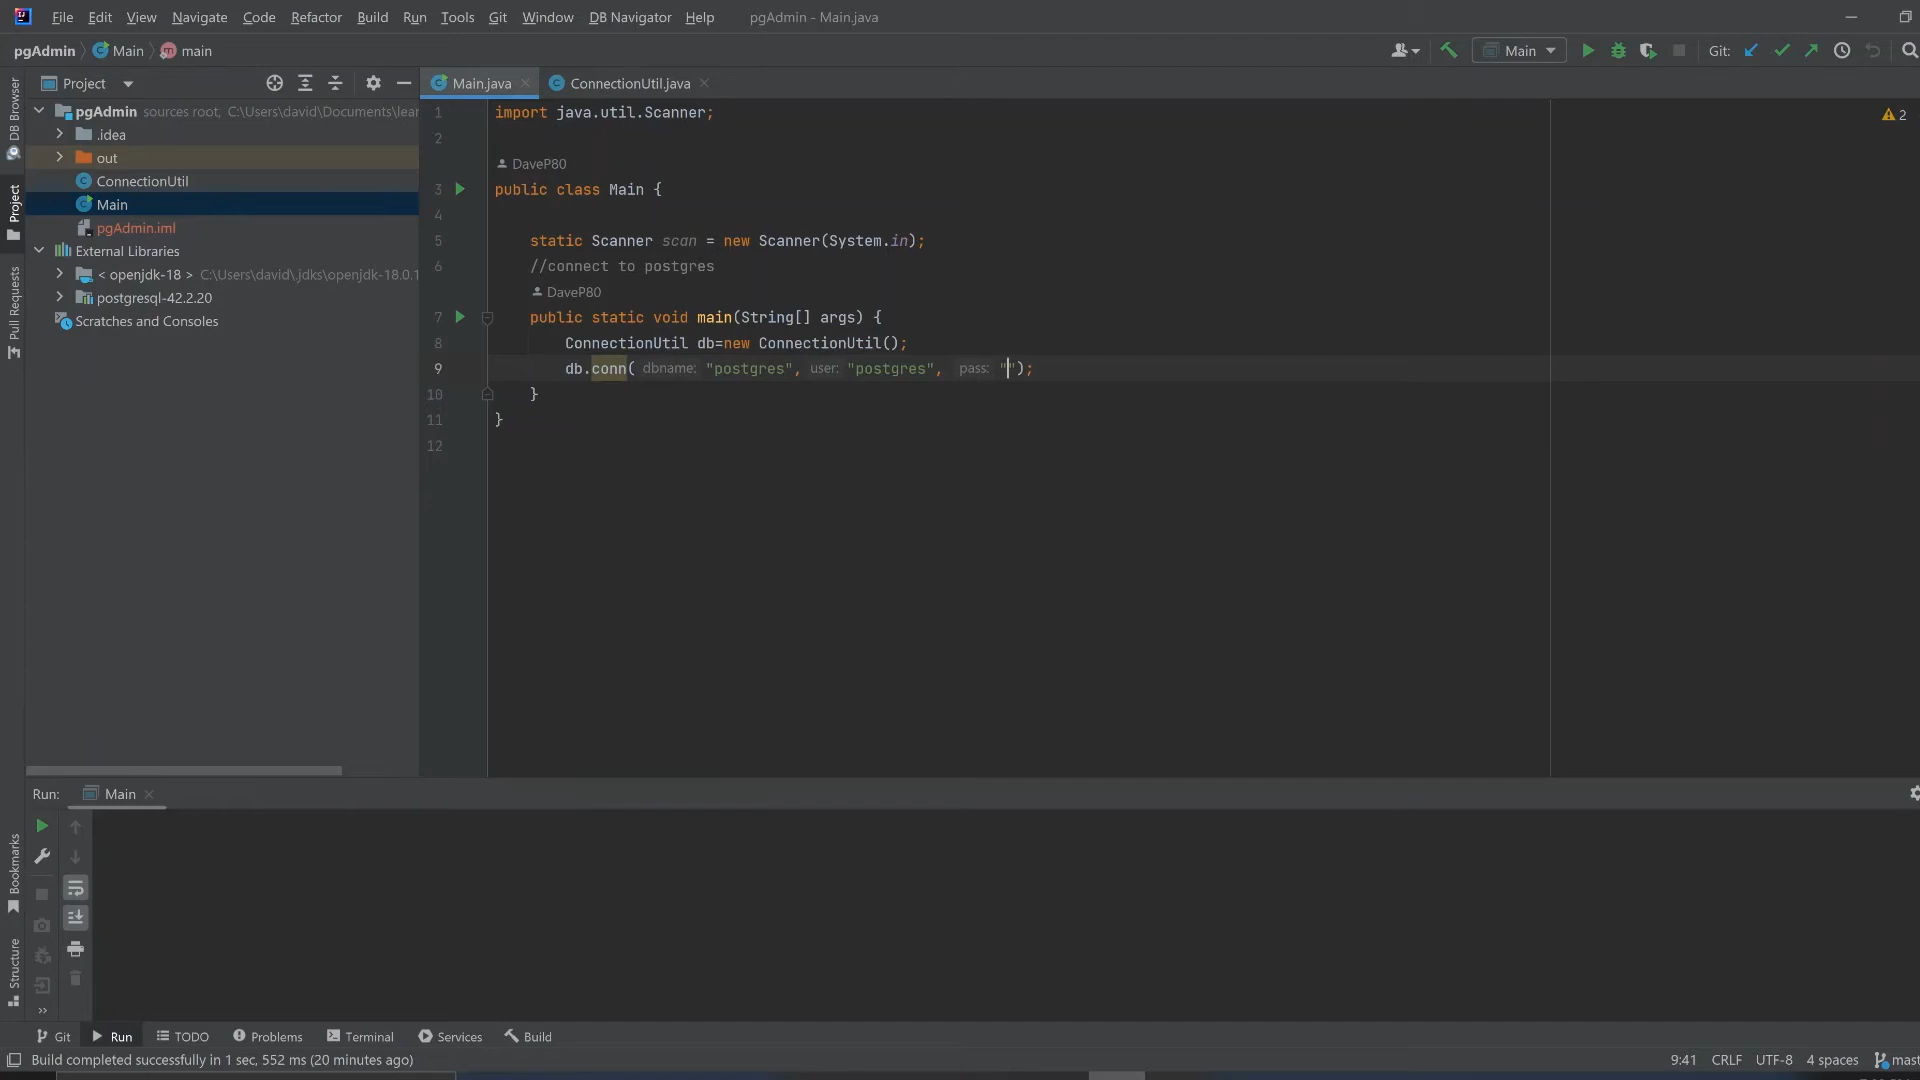 File Edit View Navigate Code Refactor Build Run Tools Git Window DB Navigator Help pgAdmin - Main.java
pgAdmin Main main Main Git:
Project Main.java ConnectionUtil.java
DB Browser
Project
Pull Requests
Bookmarks
Structure
pgAdmin sources root, C:\Users\david\Documents\lear
.idea
out
ConnectionUtil
Main
pgAdmin.iml
External Libraries
< openjdk-18 > C:\Users\david\.jdks\openjdk-18.0.1
postgresql-42.2.20
Scratches and Consoles
1 import java.util.Scanner; 2
2
DaveP80
3 public class Main {
4
5 static Scanner scan = new Scanner(System.in);
6 //connect to postgres
DaveP80
7 public static void main(String[] args) {
8 ConnectionUtil db=new ConnectionUtil();
9 db.conn( dbname: "postgres", user: "postgres", pass: "");
10 }
11 }
12
Run: Main
Git Run TODO Problems Terminal Services Build
Build completed successfully in 1 sec, 552 ms (20 minutes ago) 9:41 CRLF UTF-8 4 spaces mast